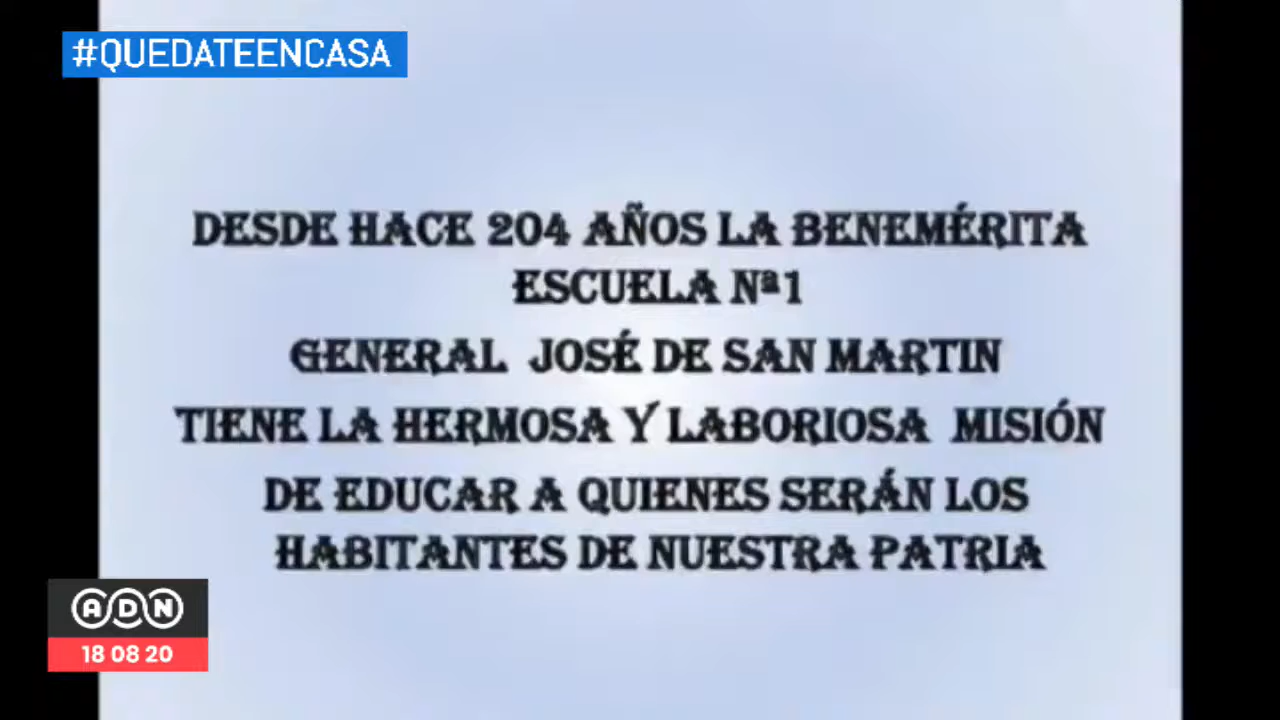 #QUEDATEENCASA
DESDE HACE 204 AÑOS LA BENEMÉRITA
ESCUELA Nª1
GENERAL JOSÉ DE SAN MARTIN
TIENE LA HERMOSA Y LABORIOSA MISIÓN
DE EDUCAR A QUIENES SERÁN LOS
HABITANTES DE NUESTRA PATRIA
ADN
18 08 20